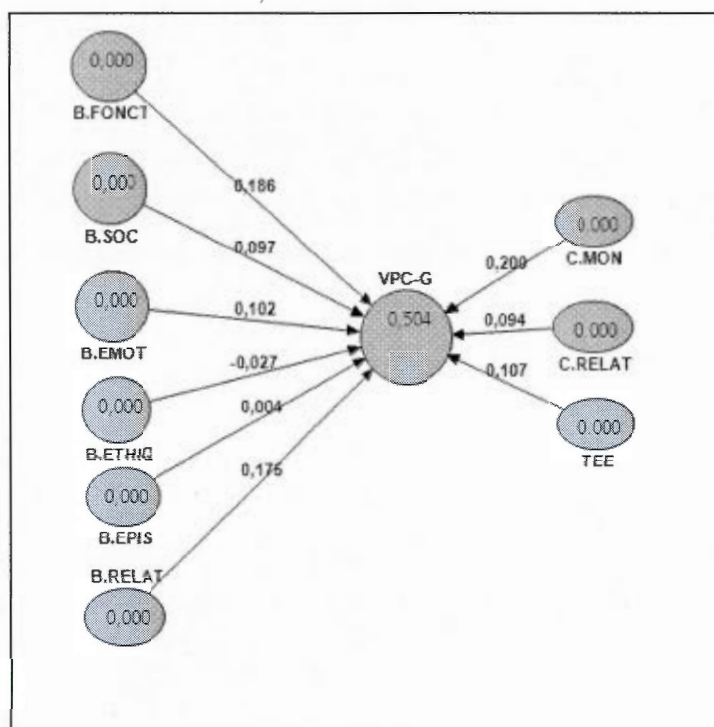 0,000
B.FONCT
0,186
0,000
B.SOC
0,097
0,000
C.MON
0,200
VPC-G
0,504
0,000
B.EMOT
0,102
0,000
C.RELAT
0,094
-0,027
0,000
B.ETHIQ
0,004
0,107
0.000
TEE
0,000
B.EPIS
0,175
B.RELAT
0,000